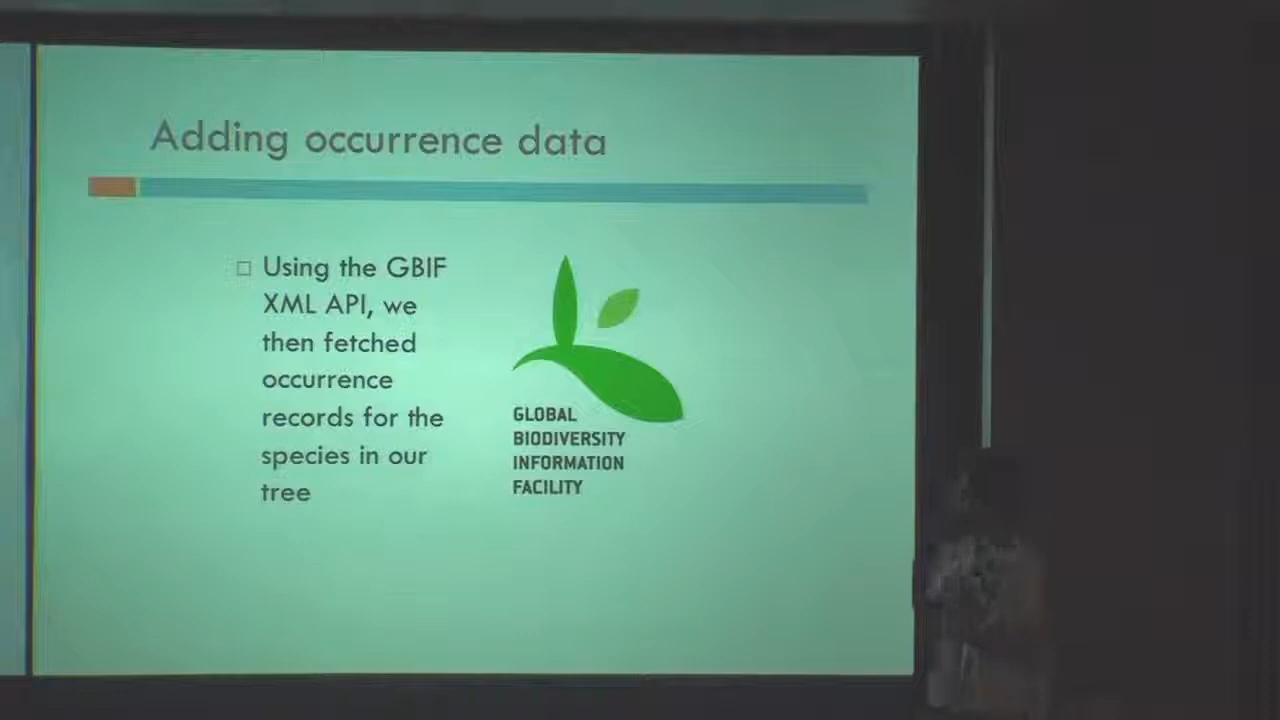 Adding occurrence data
Using the GBIF
XML API, we
then fetched
occurrence
records for the
species in our
tree
GLOBAL
BIODIVERSITY
INFORMATION
FACILITY